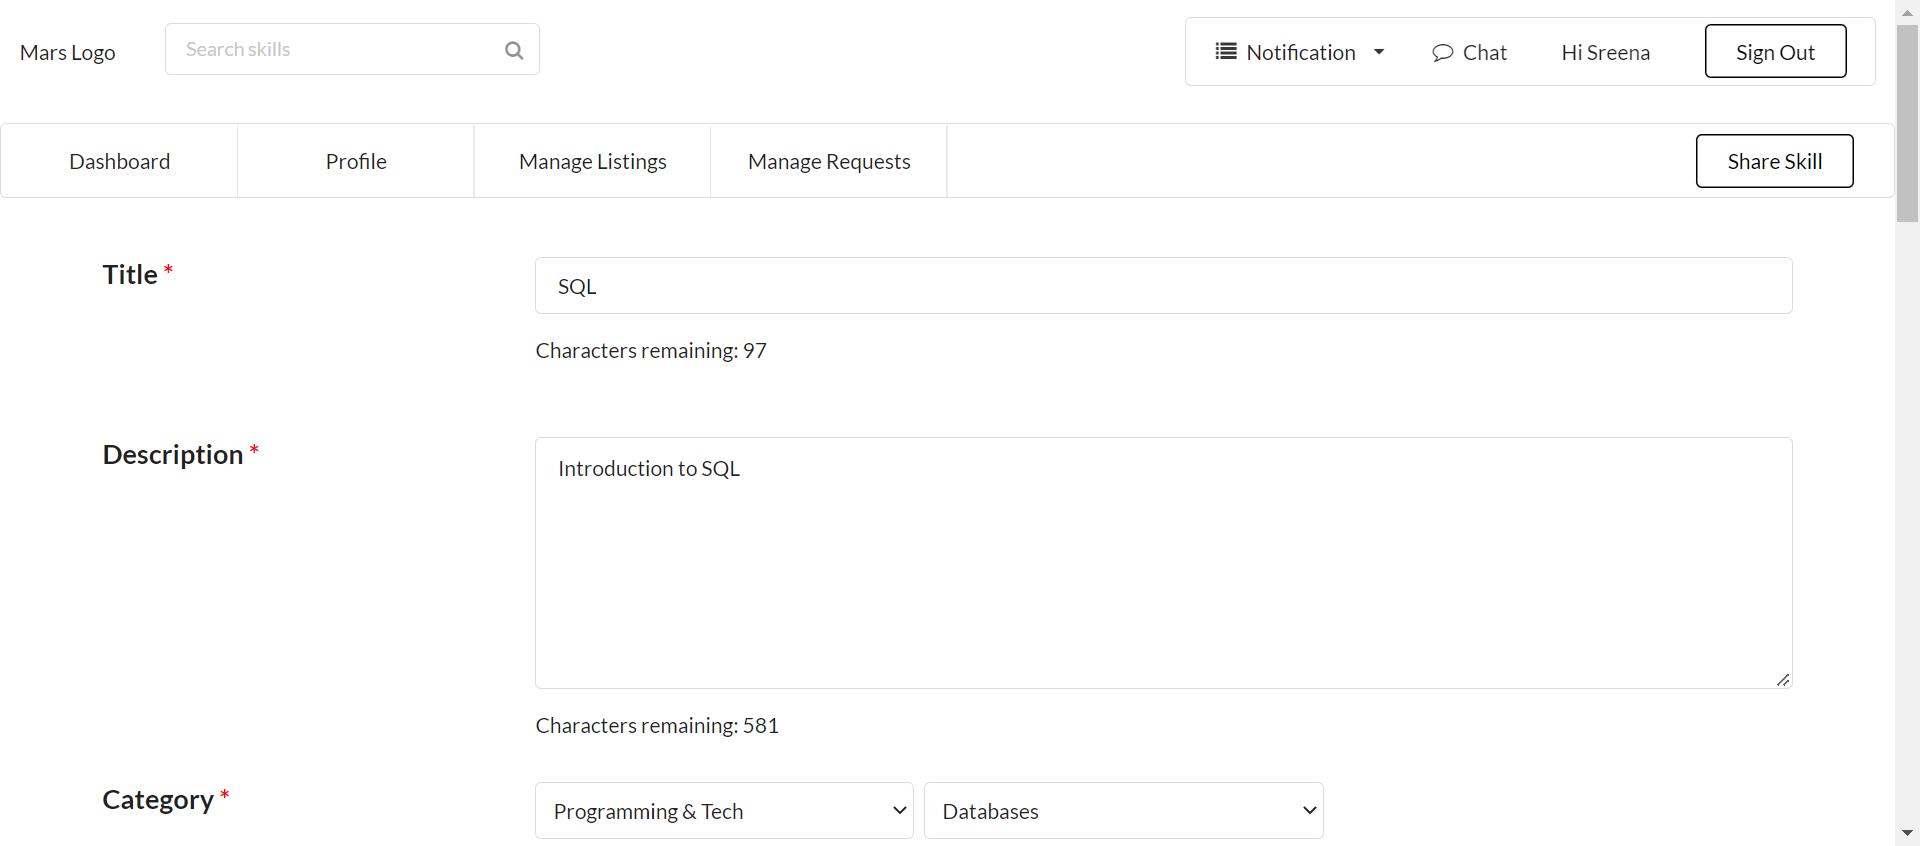 Mars Logo
Search skills
Notification
Chat
Hi Sreena
Sign Out
Dashboard
Profile
Manage Listings
Manage Requests
Share Skill
Title *
SQL
Characters remaining: 97
Description *
Introduction to SQL
Characters remaining: 581
Category *
Programming & Tech
Databases